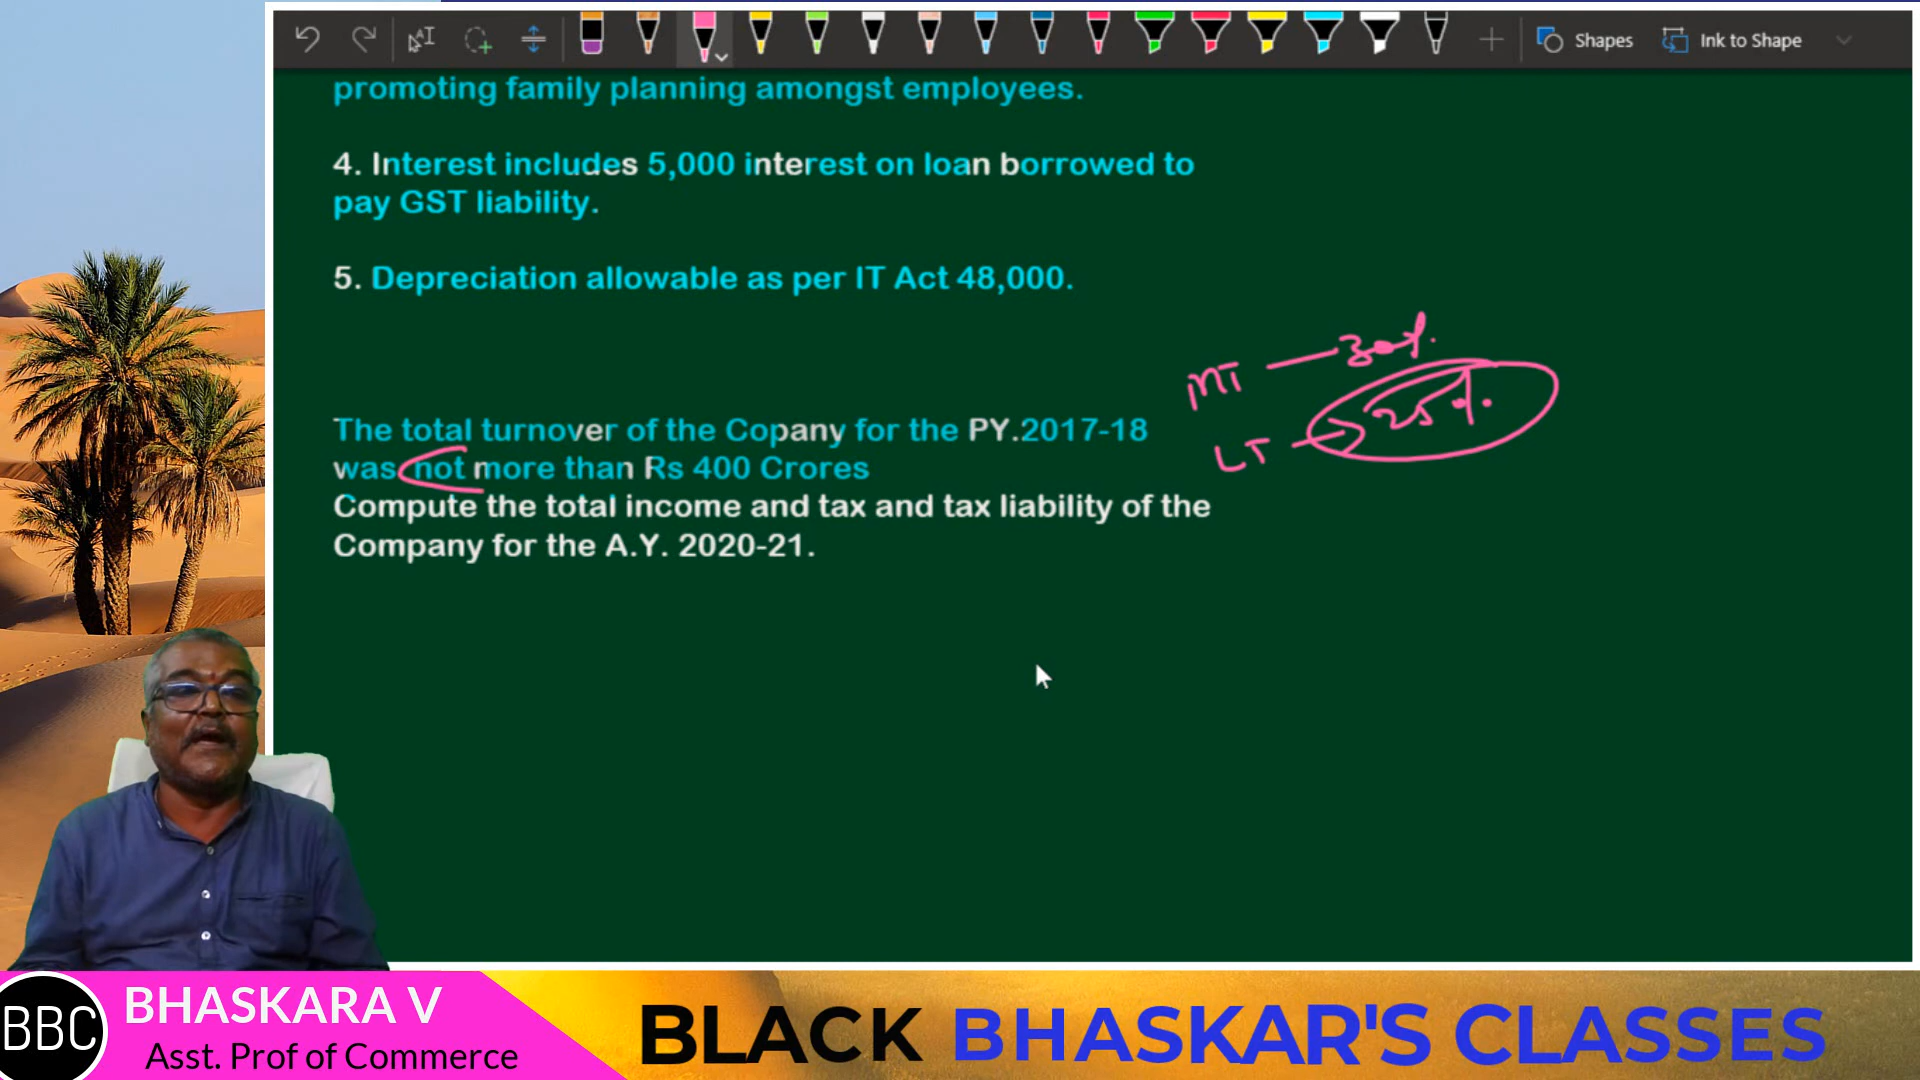 Shapes
Ink to Shape
promoting family planning amongst employees.
4. Interest includes 5,000 interest on loan borrowed to
pay GST liability.
5. Depreciation allowable as per IT Act 48,000.
MT — 30%.
LT → 25%.
The total turnover of the Copany for the PY.2017-18
was not more than Rs 400 Crores
Compute the total income and tax and tax liability of the
Company for the A.Y. 2020-21.
BBC
BHASKARA V
Asst. Prof of Commerce
BLACK BHASKAR'S CLASSES